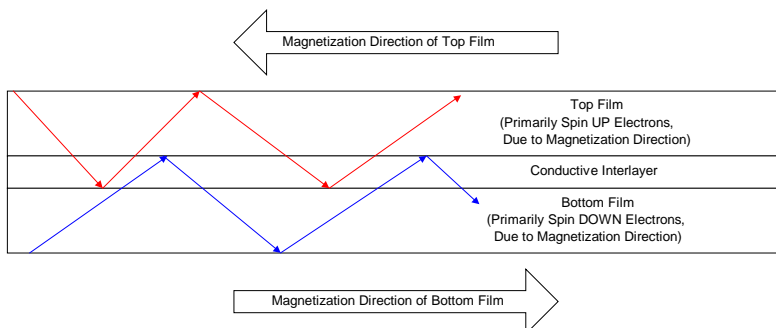 Magnetization Direction of Top Film
Top Film
(Primarily Spin UP Electrons,
Due to Magnetization Direction)
Conductive Interlayer
Bottom Film
(Primarily Spin DOWN Electrons,
Due to Magnetization Direction)
Magnetization Direction of Bottom Film